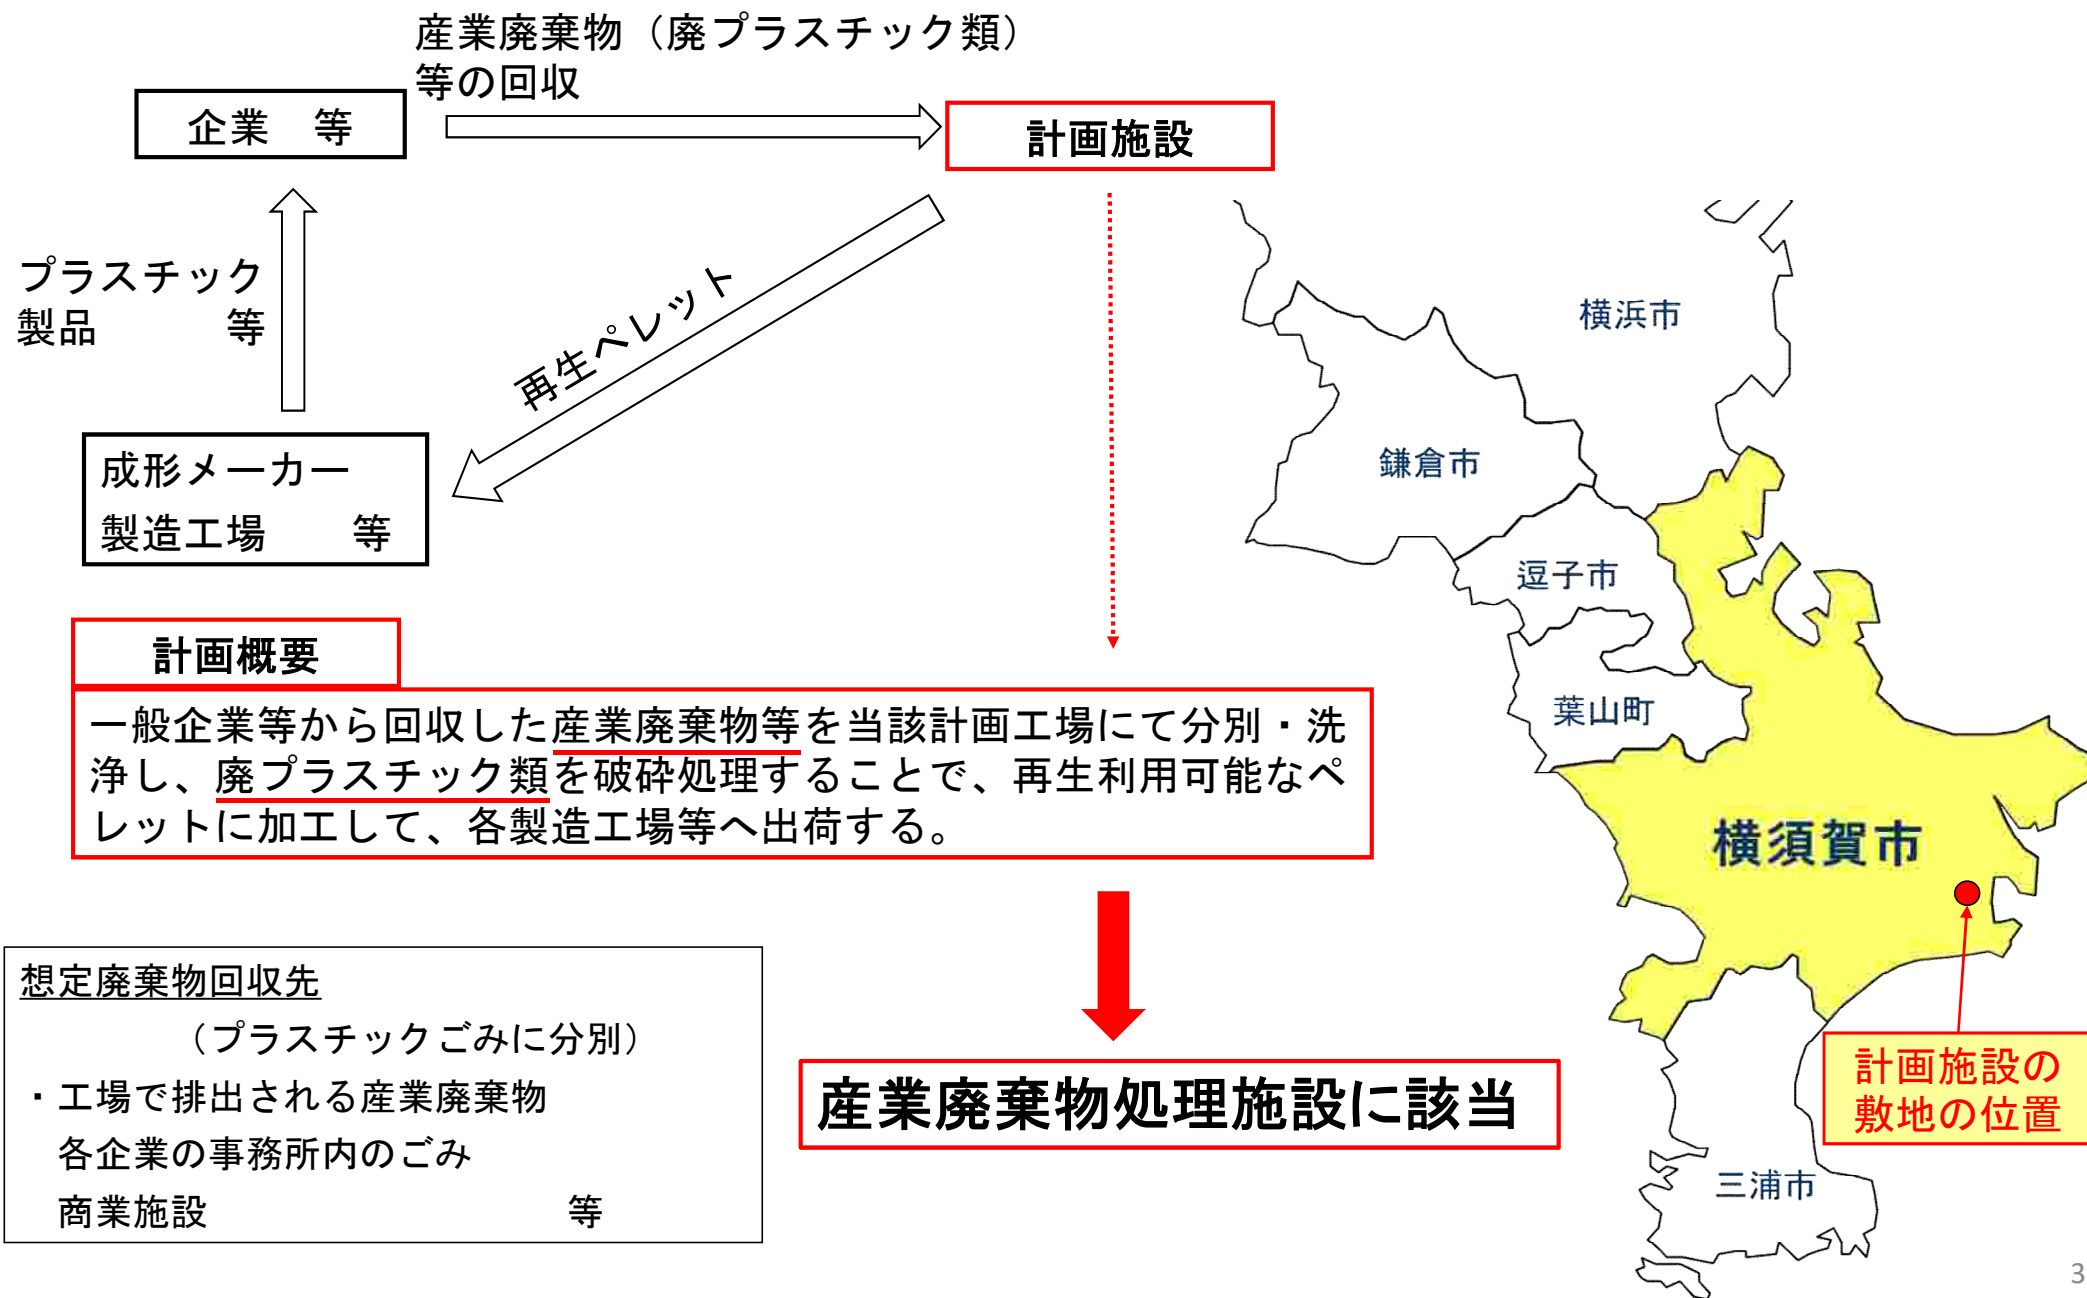 産業廃棄物（廃プラスチック類）
等の回収
企業　等
計画施設
プラスチック
製品　　　等
再生ペレット
成形メーカー
製造工場　　等
計画概要
一般企業等から回収した産業廃棄物等を当該計画工場にて分別・洗
浄し、廃プラスチック類を破砕処理することで、再生利用可能なペ
レットに加工して、各製造工場等へ出荷する。
想定廃棄物回収先
（プラスチックごみに分別）
・工場で排出される産業廃棄物
各企業の事務所内のごみ
商業施設　　　　　　　　　等
産業廃棄物処理施設に該当
横浜市
鎌倉市
逗子市
葉山町
横須賀市
計画施設の
敷地の位置
三浦市
3